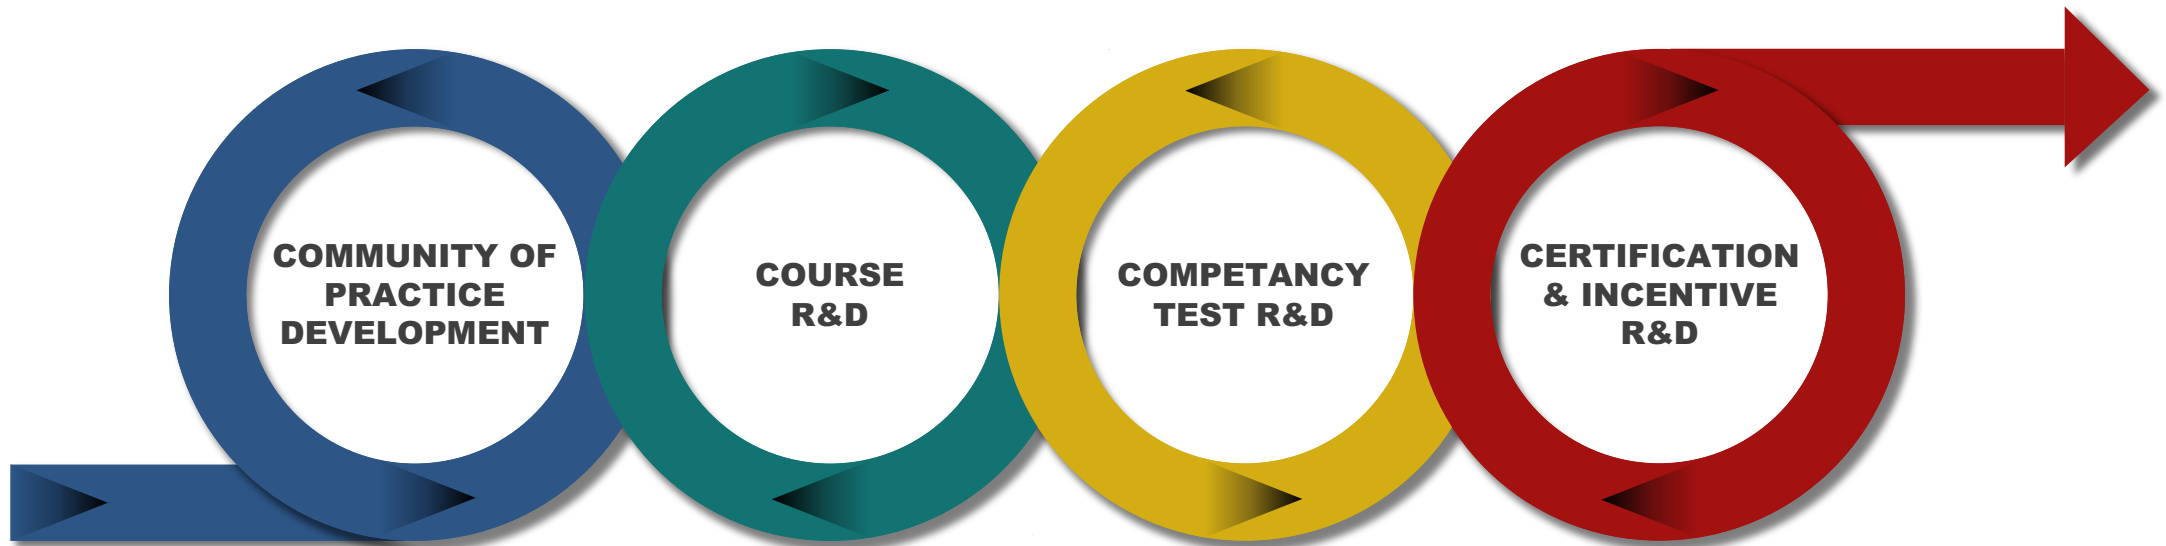 COMMUNITY OF
PRACTICE
DEVELOPMENT
COURSE
R&D
COMPETANCY
TEST R&D
CERTIFICATION
& INCENTIVE
R&D